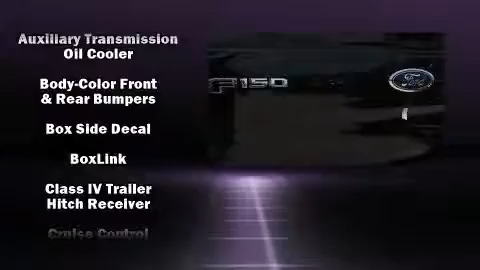 Auxiliary Transmission
Oil Cooler
Body-Color Front
& Rear Bumpers
Box Side Decal
BoxLink
Class IV Trailer
Hitch Receiver
Cruise Control
F150
Ford